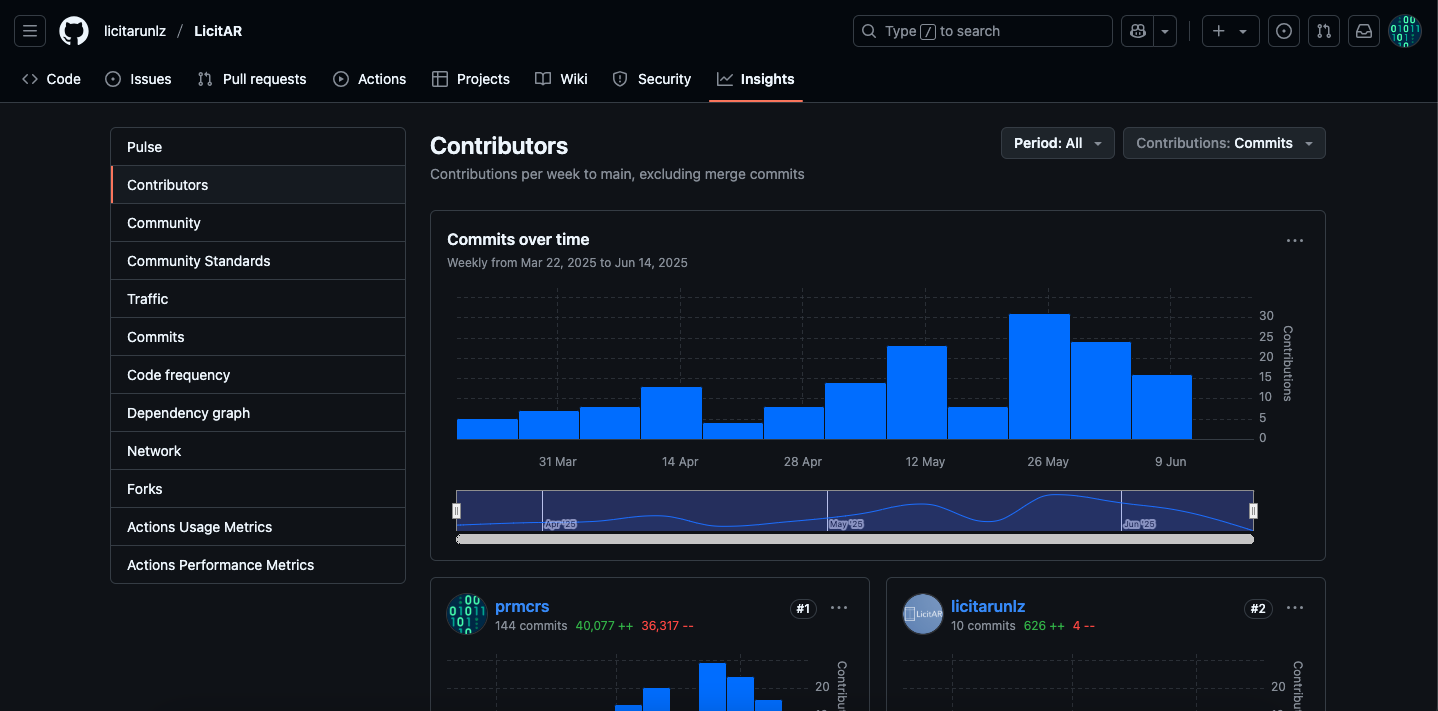 licitarunlz / LicitAR
Type / to search
Code Issues Pull requests Actions Projects Wiki Security Insights
Pulse
Contributors
Community
Community Standards
Traffic
Commits
Code frequency
Dependency graph
Network
Forks
Actions Usage Metrics
Actions Performance Metrics
Contributors
Contributions per week to main, excluding merge commits
Period: All
Contributions: Commits
Commits over time
Weekly from Mar 22, 2025 to Jun 14, 2025
30
25
20
15
10
5
0
Contributions
31 Mar 14 Apr 28 Apr 12 May 26 May 9 Jun
Apr '25 May '25 Jun '25
prmcrs
#1
144 commits 40,077 ++ 36,317 --
20
LicitAR
licitarunlz
#2
10 commits 626 ++ 4 --
20